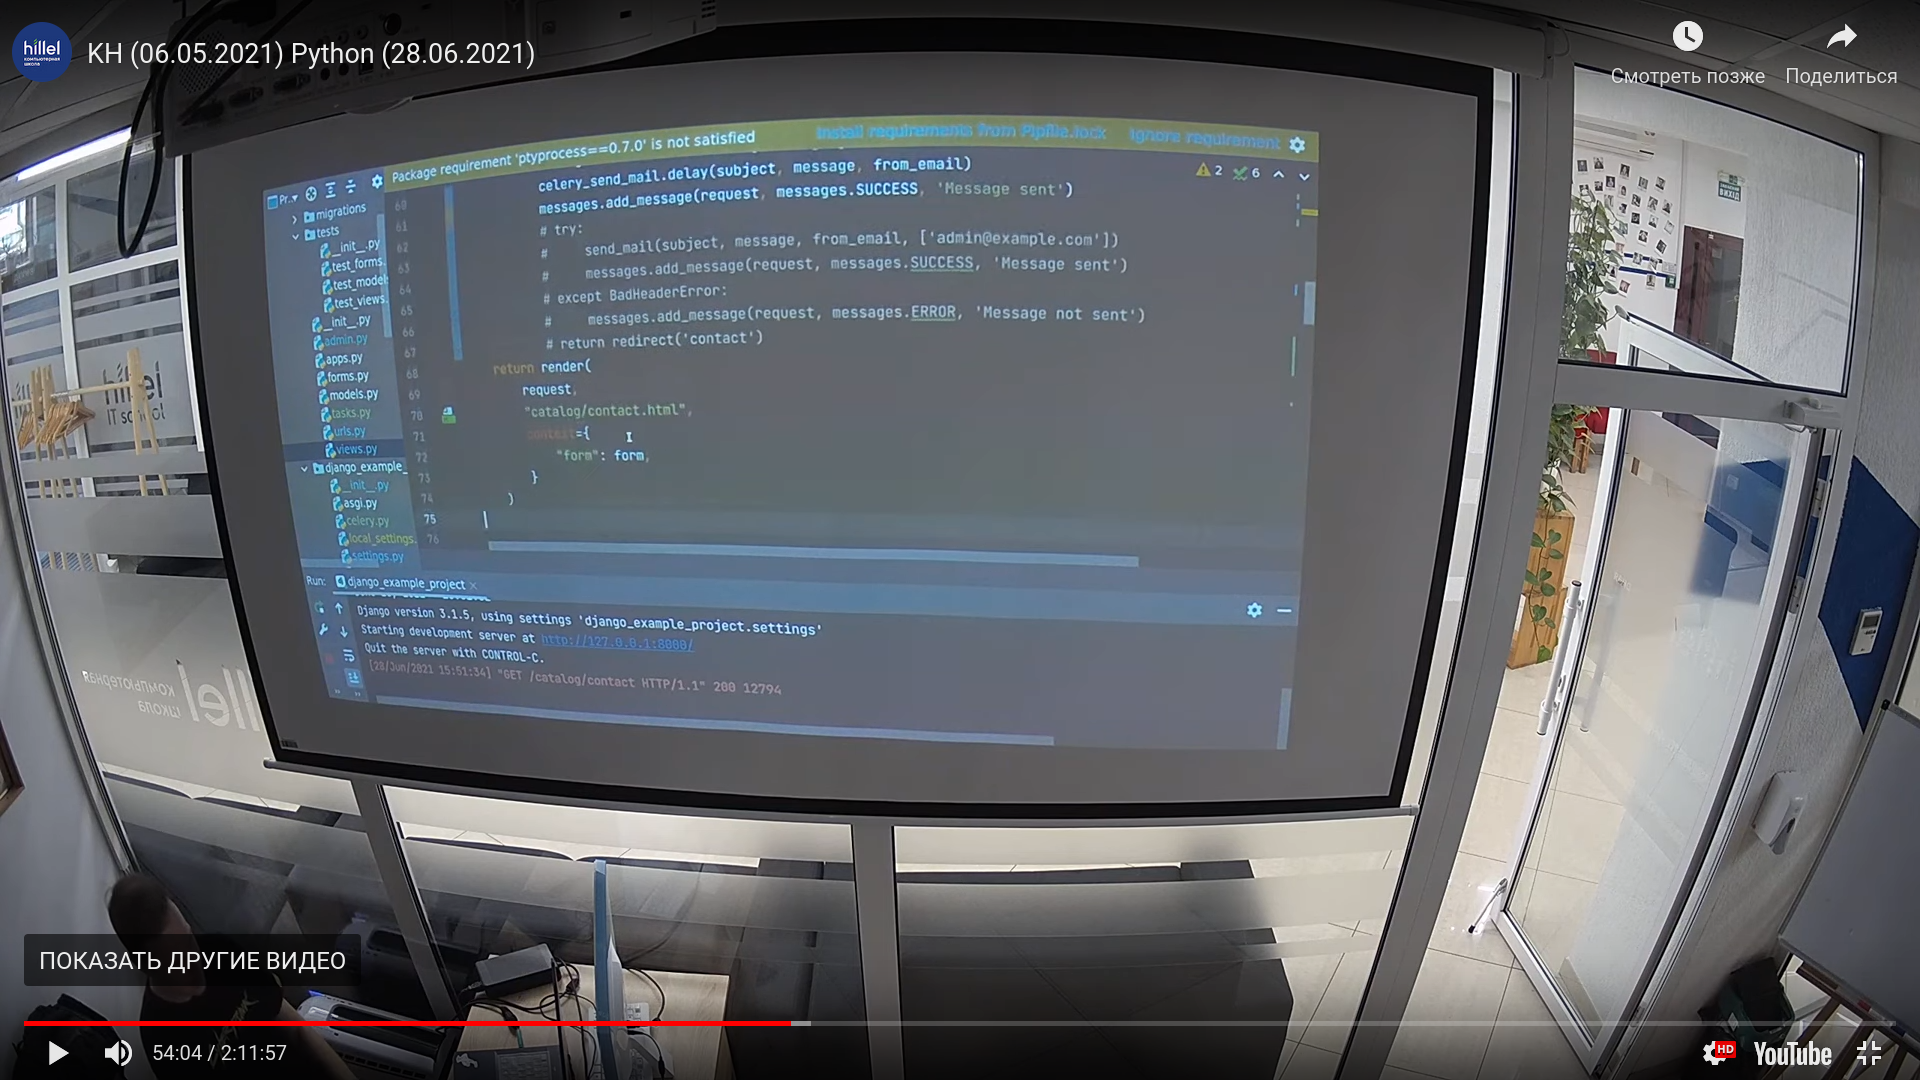 hillel
компьютерная
школа
KH (06.05.2021) Python (28.06.2021)
Смотреть позже
Поделиться
Package requirement 'ptyprocess==0.7.0' is not satisfied
Install requirements from Pipfile.lock
Ignore requirement
Pr..
2
6
migrations
tests
__init__.py
test_forms.
test_model
test_views.
__init__.py
admin.py
apps.py
forms.py
models.py
tasks.py
urls.py
views.py
django_example_
__init__.py
asgi.py
celery.py
local_settings.
settings.py
celery_send_mail.delay(subject, message, from_email)
60 messages.add_message(request, messages.SUCCESS, 'Message sent')
61 # try:
62 # send_mail(subject, message, from_email, ['admin@example.com'])
63 # messages.add_message(request, messages.SUCCESS, 'Message sent')
64 # except BadHeaderError:
65 # messages.add_message(request, messages.ERROR, 'Message not sent')
66 # return redirect('contact')
67 return render(
68 request,
69 "catalog/contact.html",
70 context={
71 "form": form,
72 }
73 )
74
75
76
Run:
django_example_project
Django version 3.1.5, using settings 'django_example_project.settings'
Starting development server at http://127.0.0.1:8000/
Quit the server with CONTROL-C.
[28/Jun/2021 15:51:34] "GET /catalog/contact HTTP/1.1" 200 12794
hillel
IT school
компьютерная
школа
ВИХІД
ПОКАЗАТЬ ДРУГИЕ ВИДЕО
54:04 / 2:11:57
HD
YouTube